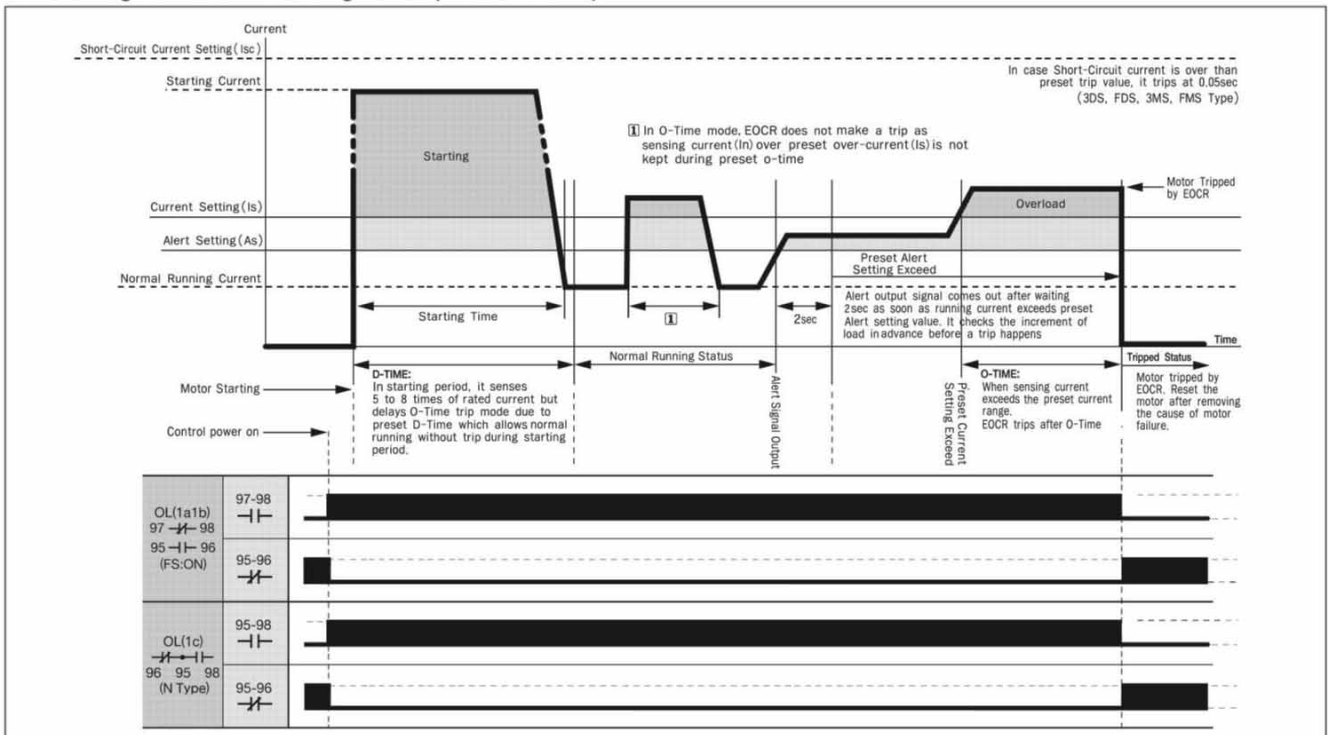 Current
Short-Circuit Current Setting(Isc)
Starting Current
In case Short-Circuit current is over than
preset trip value, it trips at 0.05sec
(3DS, FDS, 3MS, FMS Type)
Starting
1 In O-Time mode, EOCR does not make a trip as
sensing current(In) over preset over-current(Is) is not
kept during preset o-time
Motor Tripped
by EOCR
Current Setting(Is)
Overload
Alert Setting(As)
Normal Running Current
Preset Alert
Setting Exceed
Starting Time
1
2sec
Alert output signal comes out after waiting
2sec as soon as running current exceeds preset
Alert setting value. It checks the increment of
load in advance before a trip happens
Time
Normal Running Status
Tripped Status
Motor Starting
D-TIME:
In starting period, it senses
5 to 8 times of rated current but
delays O-Time trip mode due to
preset D-Time which allows normal
running without trip during starting
period.
Alert Signal Output
Preset Current
Setting Exceed
O-TIME:
When sensing current
exceeds the preset current
range.
EOCR trips after O-Time
Motor tripped by
EOCR. Reset the
motor after removing
the cause of motor
failure.
Control power on
OL(1a1b)
97 98
95 96
(FS:ON)
97-98
95-96
OL(1c)
96 95 98
(N Type)
95-98
95-96